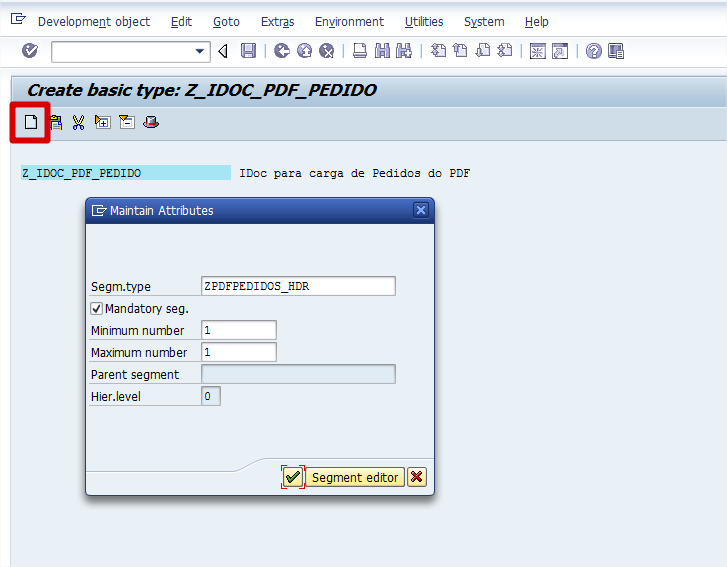 Development object Edit Goto Extras Environment Utilities System Help
Create basic type: Z_IDOC_PDF_PEDIDO
Z_IDOC_PDF_PEDIDO IDoc para carga de Pedidos do PDF
Maintain Attributes
Segm.type ZPDFPEDIDOS_HDR
Mandatory seg.
Minimum number 1
Maximum number 1
Parent segment
Hier.level 0
Segment editor